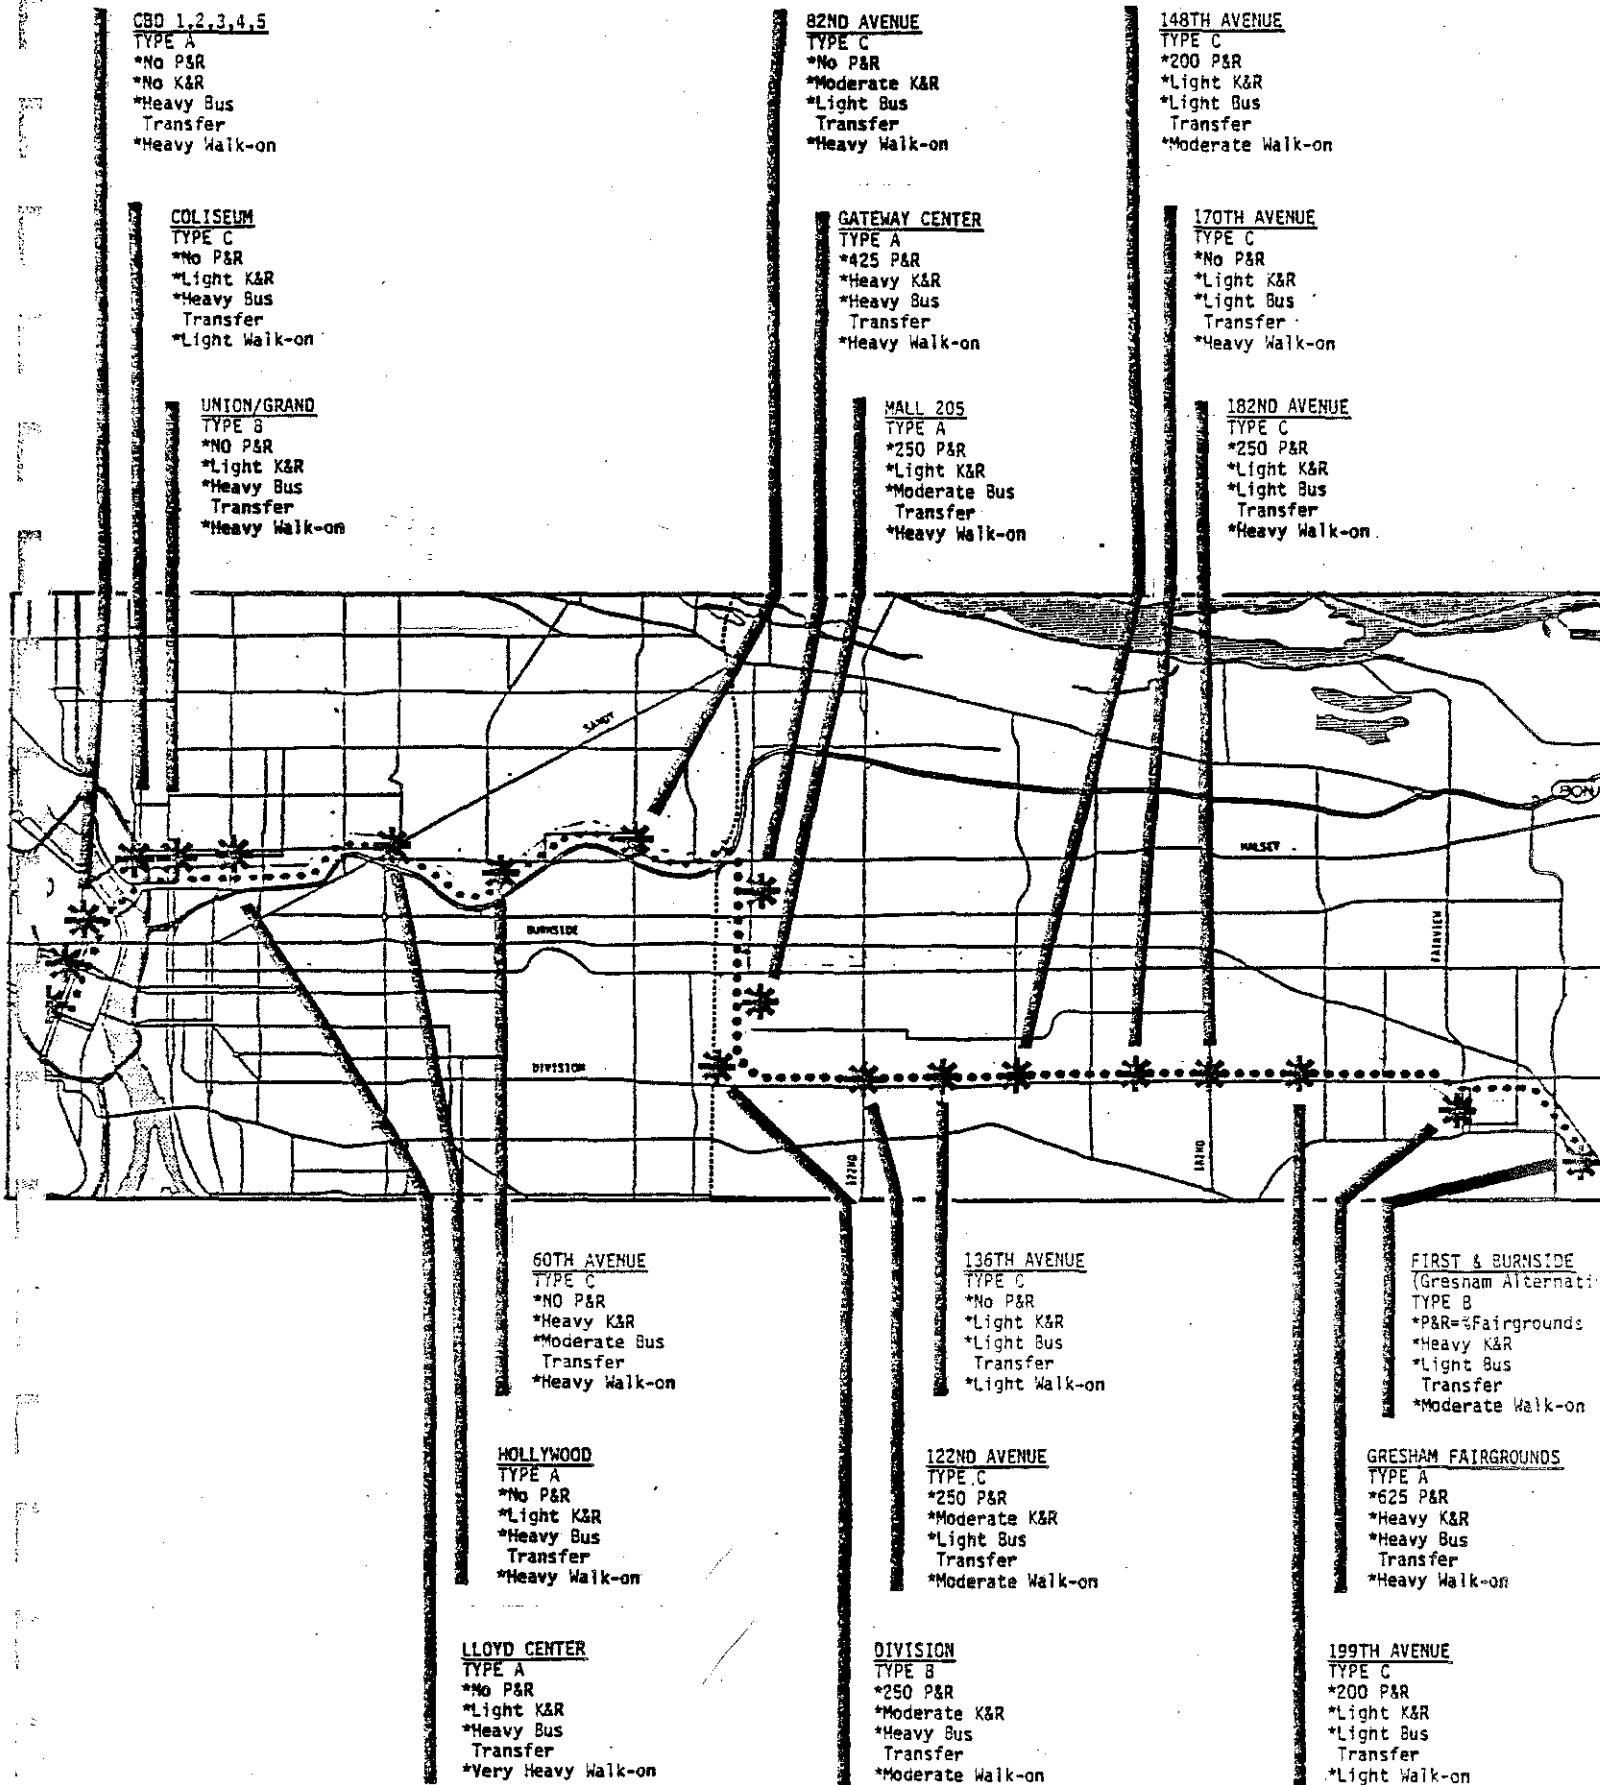 CBD 1,2,3,4,5
TYPE A
*No P&R
*No K&R
*Heavy Bus
Transfer
*Heavy Walk-on
82ND AVENUE
TYPE C
*No P&R
*Moderate K&R
*Light Bus
Transfer
*Heavy Walk-on
148TH AVENUE
TYPE C
*200 P&R
*Light K&R
*Light Bus
Transfer
*Moderate Walk-on
COLISEUM
TYPE C
*No P&R
*Light K&R
*Heavy Bus
Transfer
*Light Walk-on
GATEWAY CENTER
TYPE A
*425 P&R
*Heavy K&R
*Heavy Bus
Transfer
*Heavy Walk-on
170TH AVENUE
TYPE C
*No P&R
*Light K&R
*Light Bus
Transfer
*Heavy Walk-on
UNION/GRAND
TYPE B
*NO P&R
*Light K&R
*Heavy Bus
Transfer
*Heavy Walk-on
MALL 205
TYPE A
*250 P&R
*Light K&R
*Moderate Bus
Transfer
*Heavy Walk-on
182ND AVENUE
TYPE C
*250 P&R
*Light K&R
*Light Bus
Transfer
*Heavy Walk-on
SANDY
BON
HALSEY
BURNSIDE
FAIRVIEW
DIVISION
122ND
182ND
60TH AVENUE
TYPE C
*NO P&R
*Heavy K&R
*Moderate Bus
Transfer
*Heavy Walk-on
136TH AVENUE
TYPE C
*No P&R
*Light K&R
*Light Bus
Transfer
*Light Walk-on
FIRST & BURNSIDE
(Gresham Alternati
TYPE B
*P&R=½Fairgrounds
*Heavy K&R
*Light Bus
Transfer
*Moderate Walk-on
HOLLYWOOD
TYPE A
*No P&R
*Light K&R
*Heavy Bus
Transfer
*Heavy Walk-on
122ND AVENUE
TYPE C
*250 P&R
*Moderate K&R
*Light Bus
Transfer
*Moderate Walk-on
GRESHAM FAIRGROUNDS
TYPE A
*625 P&R
*Heavy K&R
*Heavy Bus
Transfer
*Heavy Walk-on
LLOYD CENTER
TYPE A
*No P&R
*Light K&R
*Heavy Bus
Transfer
*Very Heavy Walk-on
DIVISION
TYPE B
*250 P&R
*Moderate K&R
*Heavy Bus
Transfer
*Moderate Walk-on
199TH AVENUE
TYPE C
*200 P&R
*Light K&R
*Light Bus
Transfer
*Light Walk-on